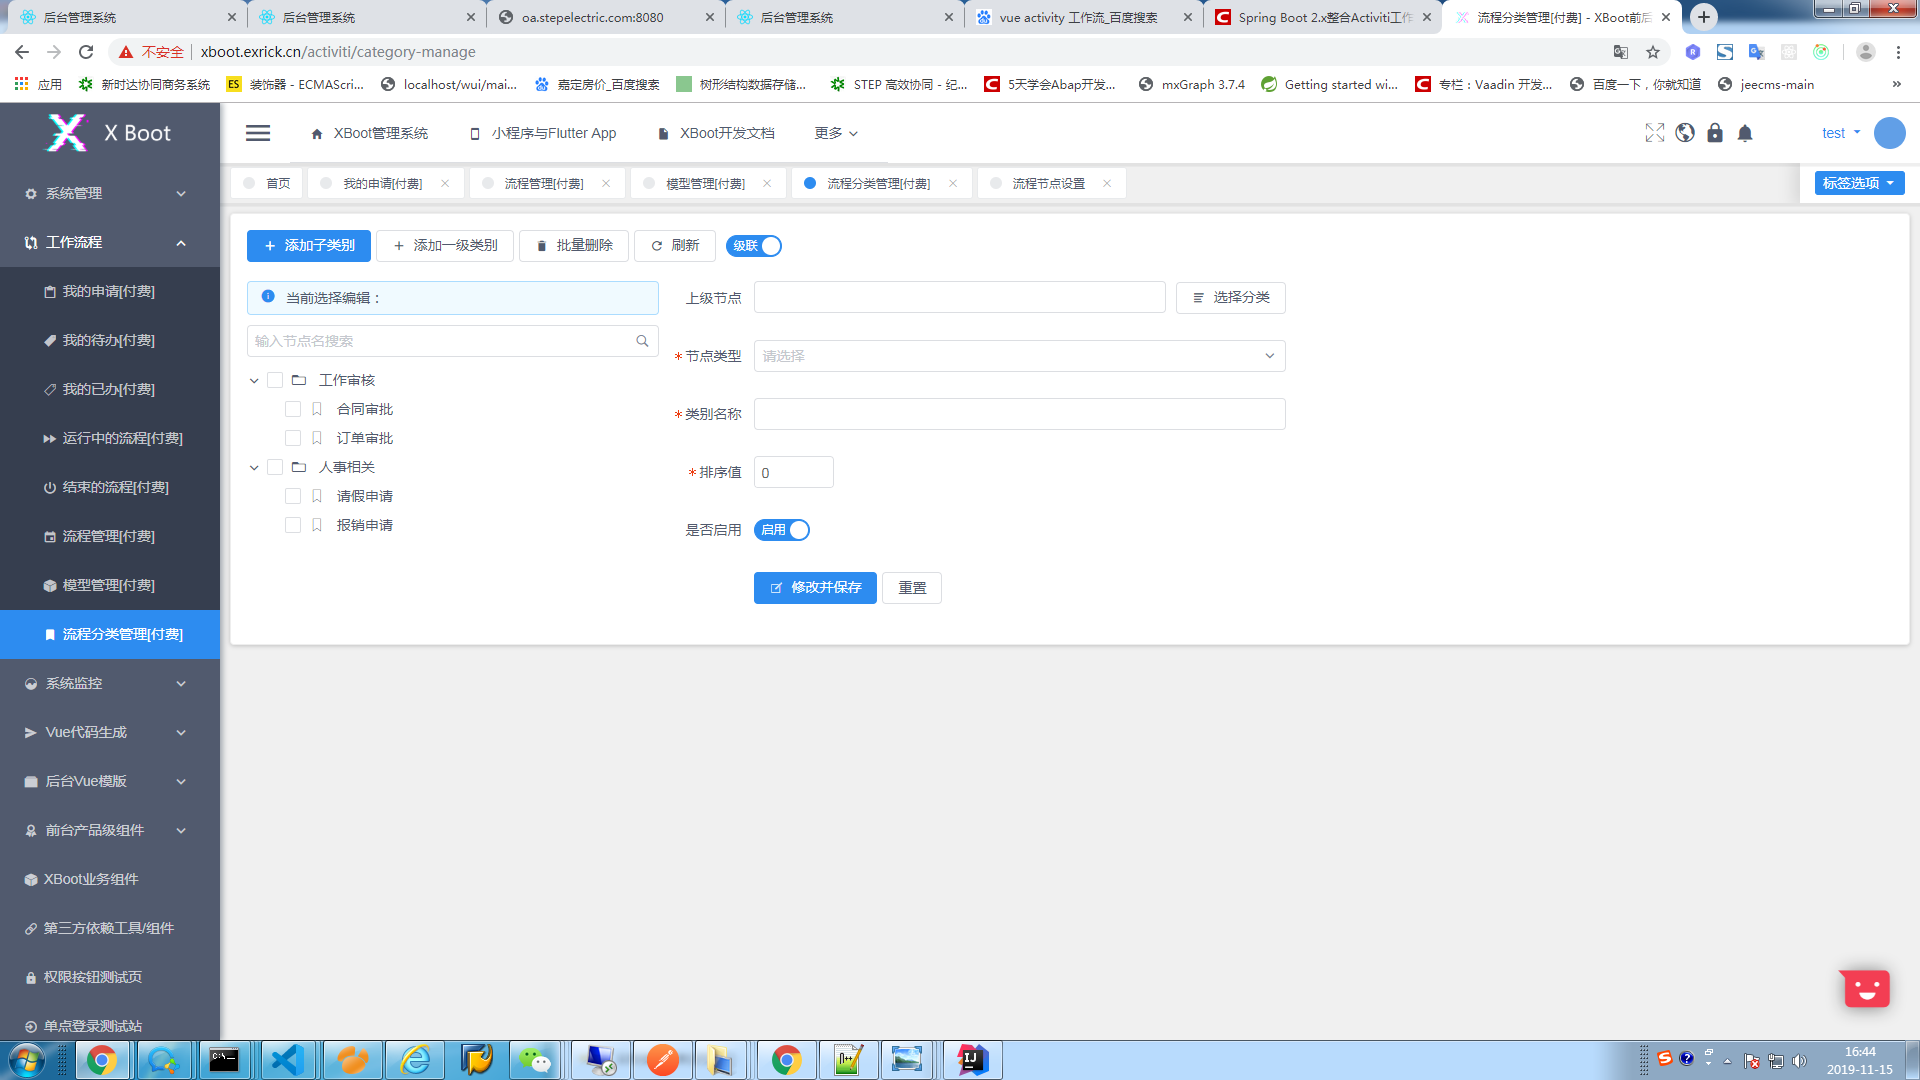 后台管理系统
后台管理系统
oa.stepelectric.com:8080
后台管理系统
vue activity 工作流_百度搜索
Spring Boot 2.x整合Activiti工作
流程分类管理[付费] - XBoot前后
不安全
xboot.exrick.cn/activiti/category-manage
应用
新时达协同商务系统
装饰器 - ECMAScri...
localhost/wui/mai...
嘉定房价_百度搜索
树形结构数据存储...
STEP 高效协同 - 纪...
5天学会Abap开发...
mxGraph 3.7.4
Getting started wi...
专栏：Vaadin 开发...
百度一下，你就知道
jeecms-main
X Boot
XBoot管理系统
小程序与Flutter App
XBoot开发文档
更多
test
首页
我的申请[付费]
流程管理[付费]
模型管理[付费]
流程分类管理[付费]
流程节点设置
标签选项
系统管理
工作流程
我的申请[付费]
我的待办[付费]
我的已办[付费]
运行中的流程[付费]
结束的流程[付费]
流程管理[付费]
模型管理[付费]
流程分类管理[付费]
系统监控
Vue代码生成
后台Vue模版
前台产品级组件
XBoot业务组件
第三方依赖工具/组件
权限按钮测试页
单点登录测试站
添加子类别
添加一级类别
批量删除
刷新
级联
当前选择编辑：
输入节点名搜索
工作审核
合同审批
订单审批
人事相关
请假申请
报销申请
上级节点
选择分类
*节点类型
请选择
*类别名称
*排序值
0
是否启用
启用
修改并保存
重置
16:44
2019-11-15